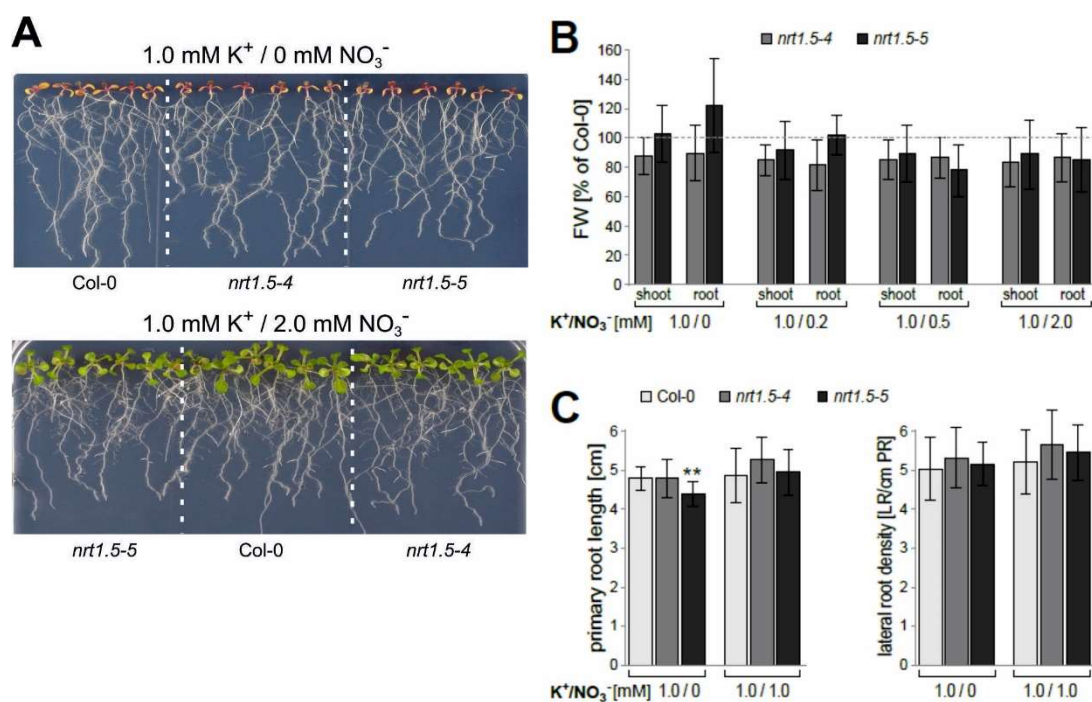 A
1.0 mM K⁺ / 0 mM NO₃⁻
Col-0 nrt1.5-4 nrt1.5-5
1.0 mM K⁺ / 2.0 mM NO₃⁻
nrt1.5-5 Col-0 nrt1.5-4
B
nrt1.5-4 nrt1.5-5
FW [% of Col-0]
160
140
120
100
80
60
40
20
0
shoot root shoot root shoot root shoot root
K⁺/NO₃⁻ [mM] 1.0 / 0 1.0 / 0.2 1.0 / 0.5 1.0 / 2.0
C
Col-0 nrt1.5-4 nrt1.5-5
primary root length [cm]
6
5
4
3
2
1
0
**
K⁺/NO₃⁻ [mM] 1.0 / 0 1.0 / 1.0
lateral root density [LR/cm PR]
6
5
4
3
2
1
0
1.0 / 0 1.0 / 1.0